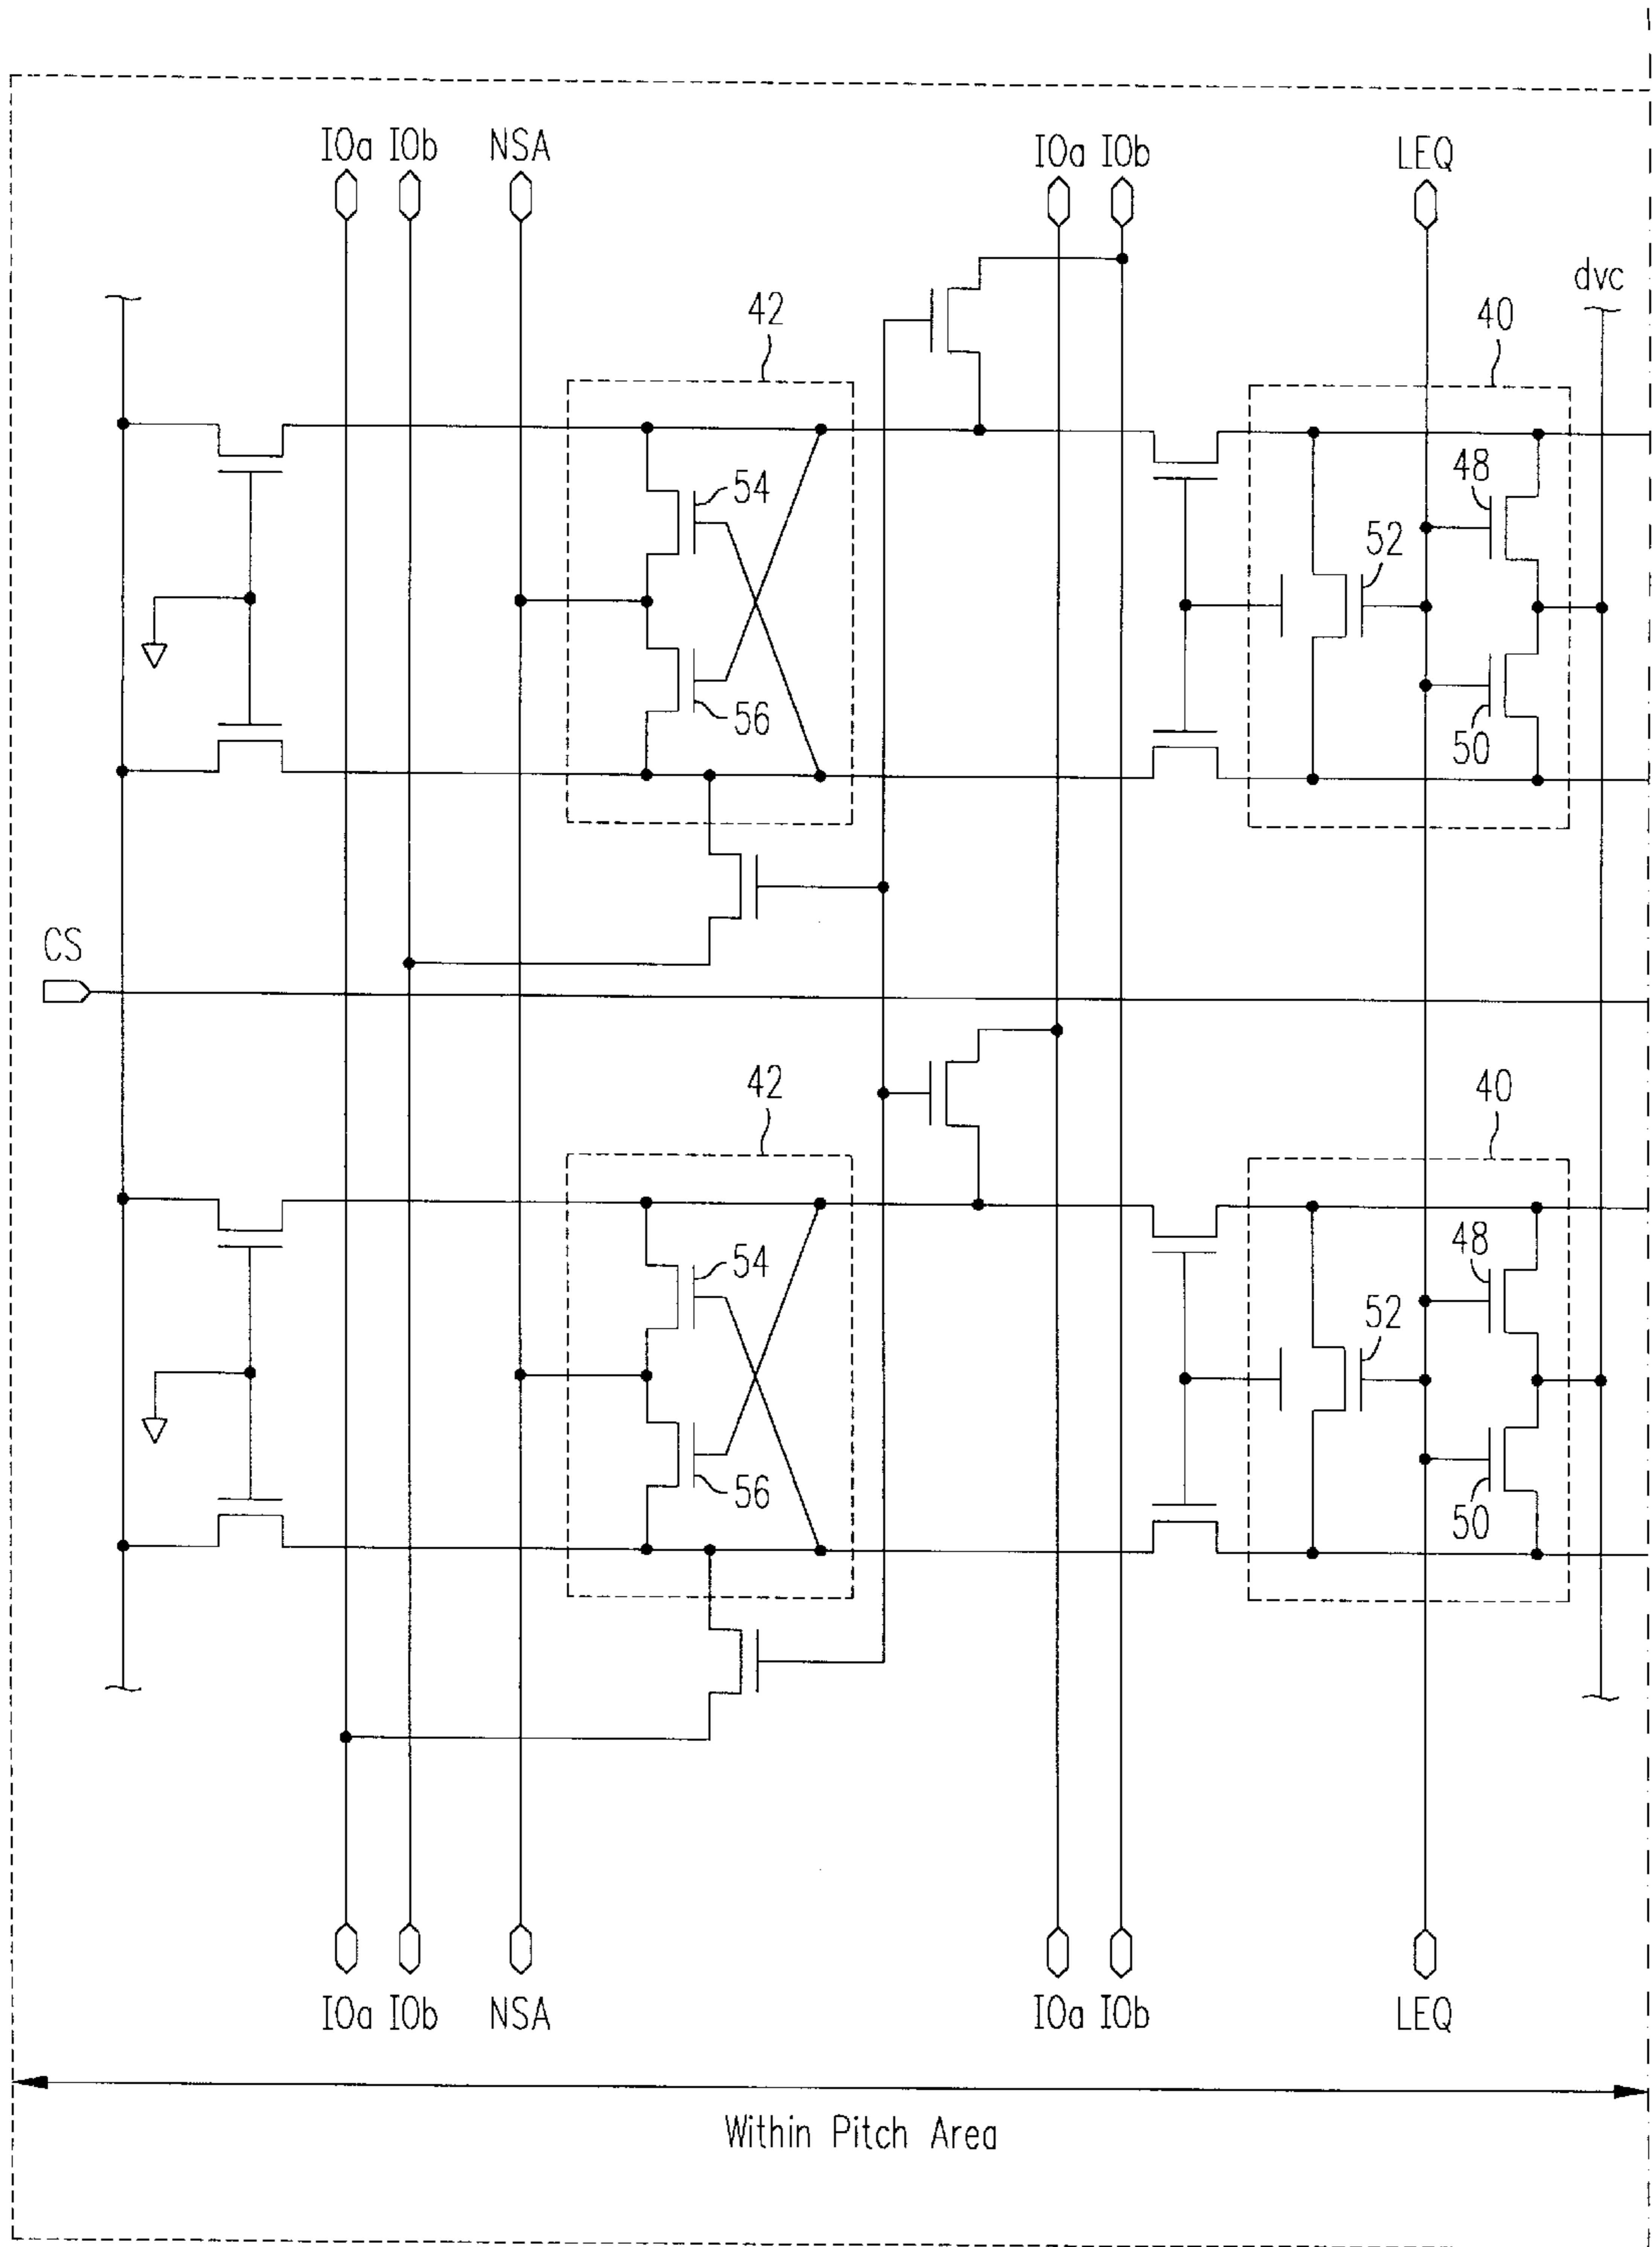 IOa IOb NSA IOa IOb LEQ
dvc
42 40
54 48
52
56 50
CS
42 40
54 48
52
56 50
IOa IOb NSA IOa IOb LEQ
Within Pitch Area